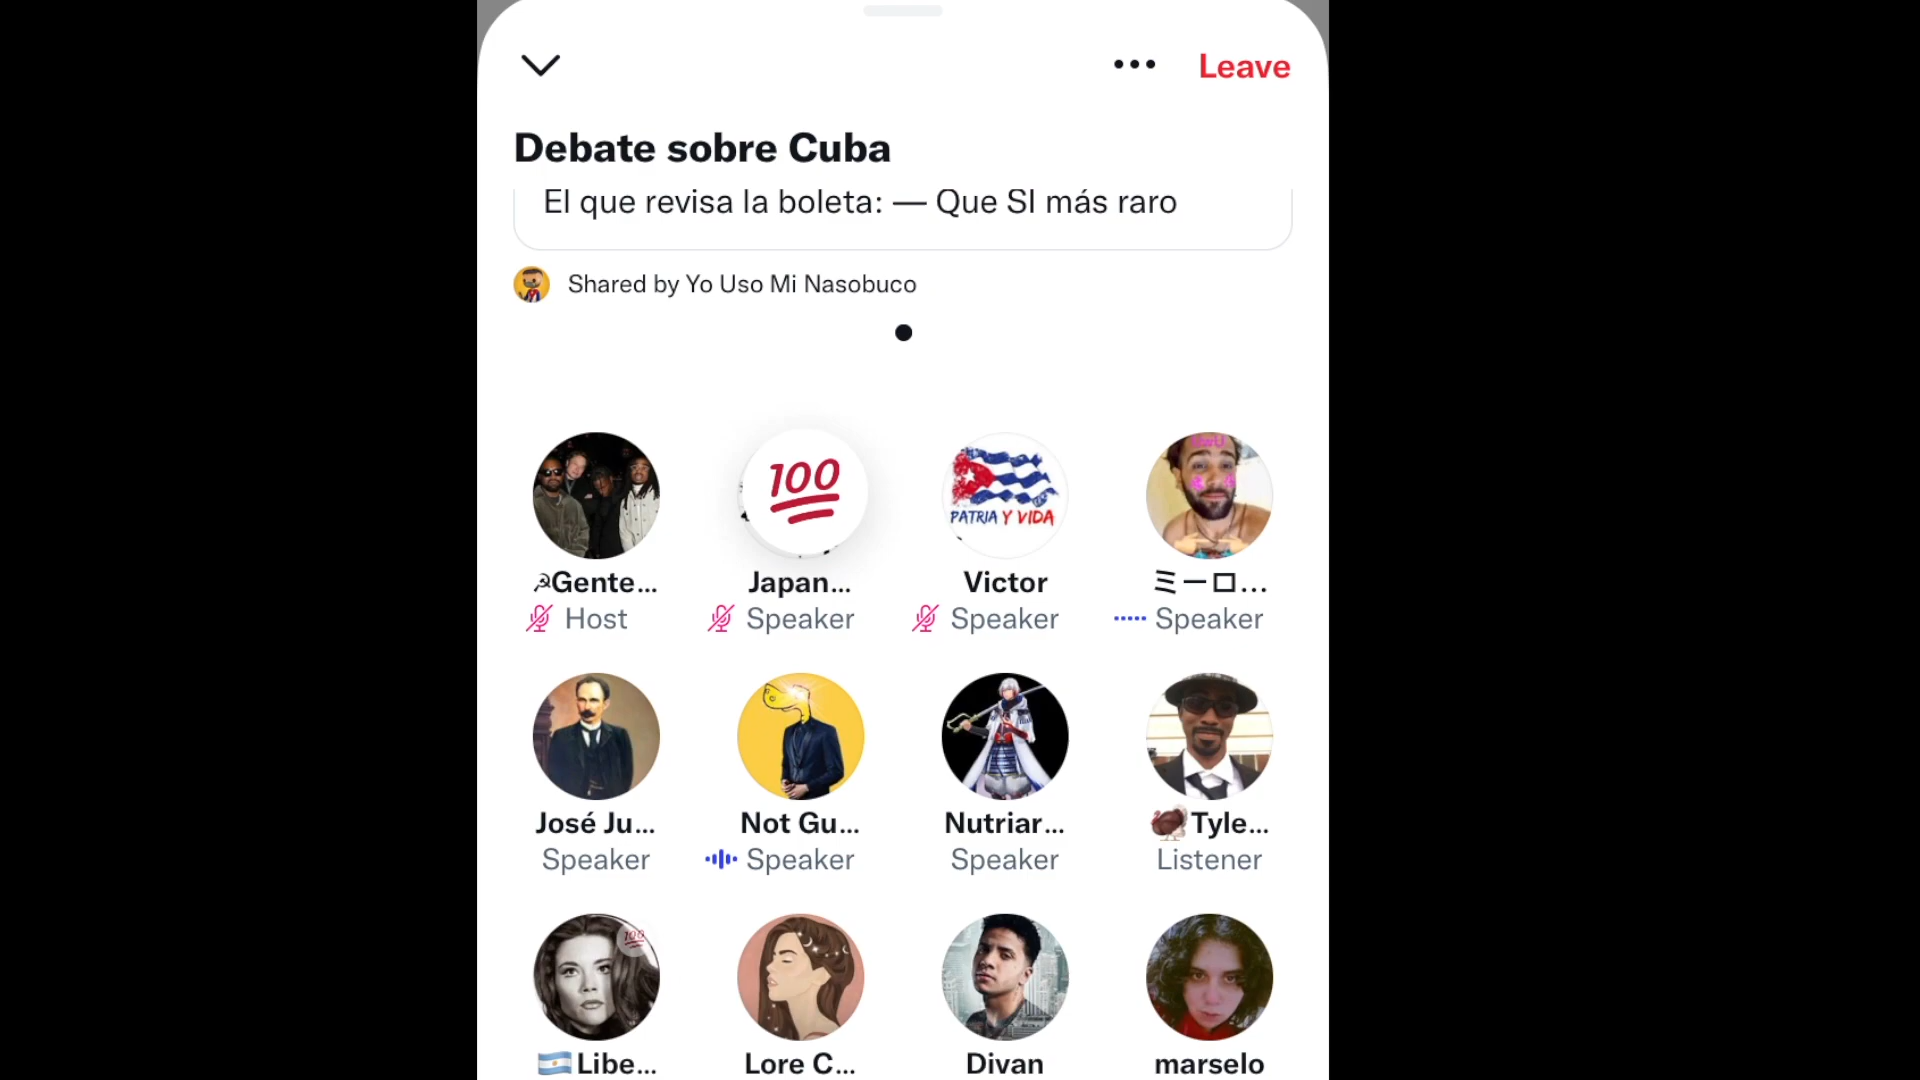 Leave
Debate sobre Cuba
El que revisa la boleta: — Que SI más raro
Shared by Yo Uso Mi Nasobuco
100
PATRIA Y VIDA
UwU
☭Gente...
Japan...
Victor
ミーロ...
Host
Speaker
Speaker
Speaker
José Ju...
Not Gu...
Nutriar...
🦃Tyle...
Speaker
Speaker
Speaker
Listener
100
🇦🇷Libe...
Lore C...
Divan
marselo